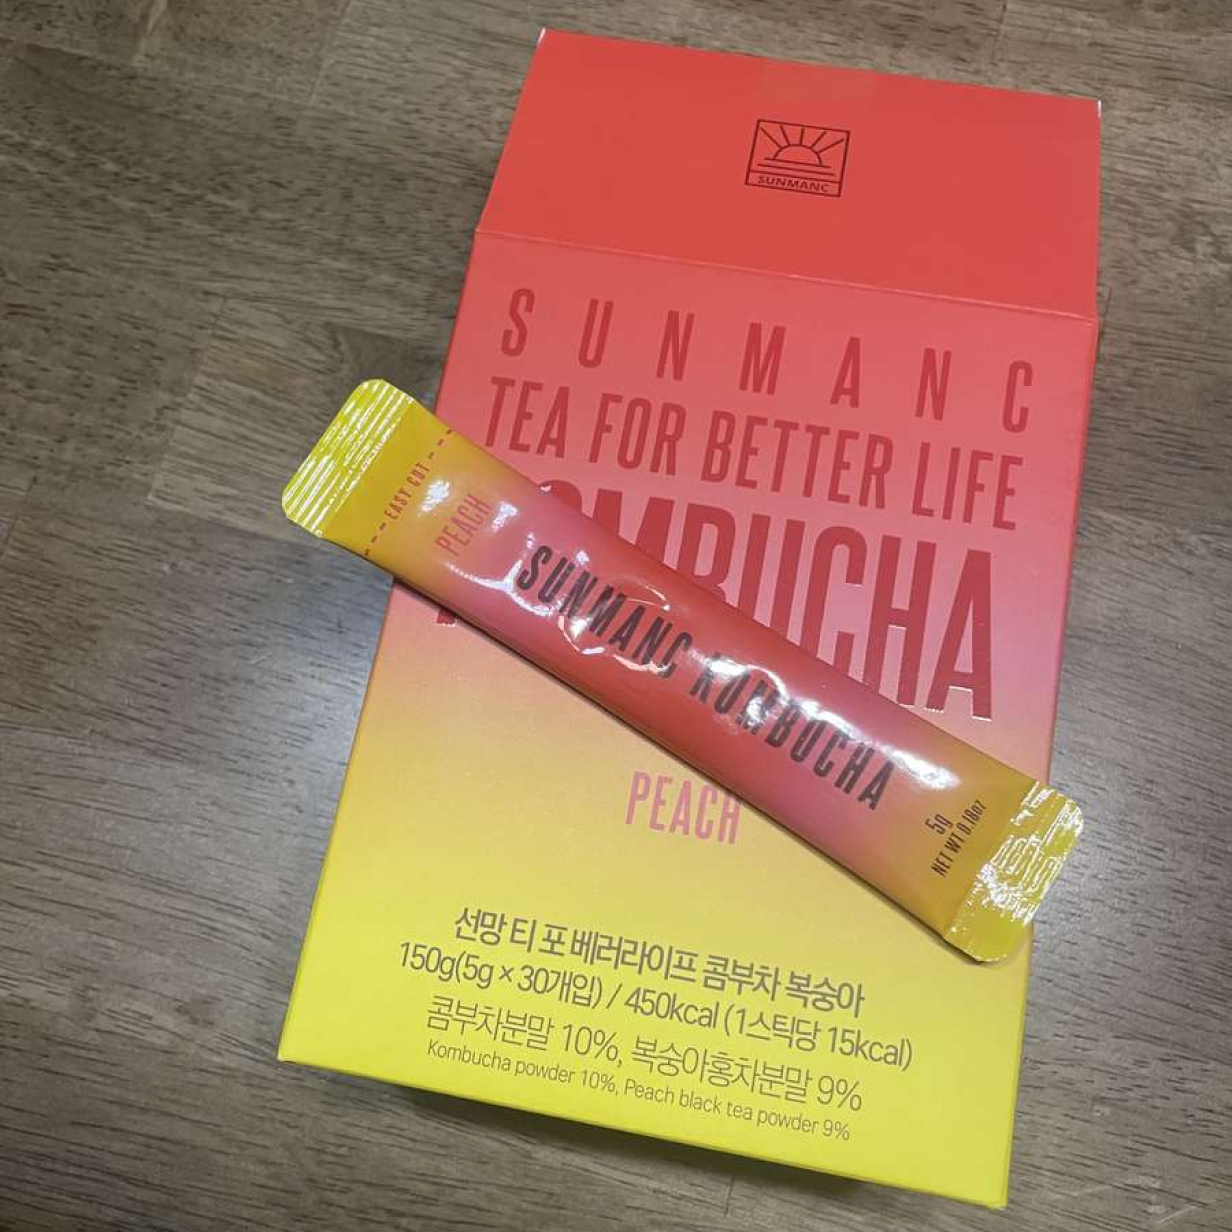 SUNMANC
SUNMANC
TEA FOR BETTER LIFE
KOMBUCHA
EASY CUT
PEACH
SUNMANC KOMBUCHA
5g
NET WT 0.18oz
PEACH
선망 티 포 베러라이프 콤부차 복숭아
150g(5g × 30개입) / 450kcal (1스틱당 15kcal)
콤부차분말 10%, 복숭아홍차분말 9%
Kombucha powder 10%, Peach black tea powder 9%